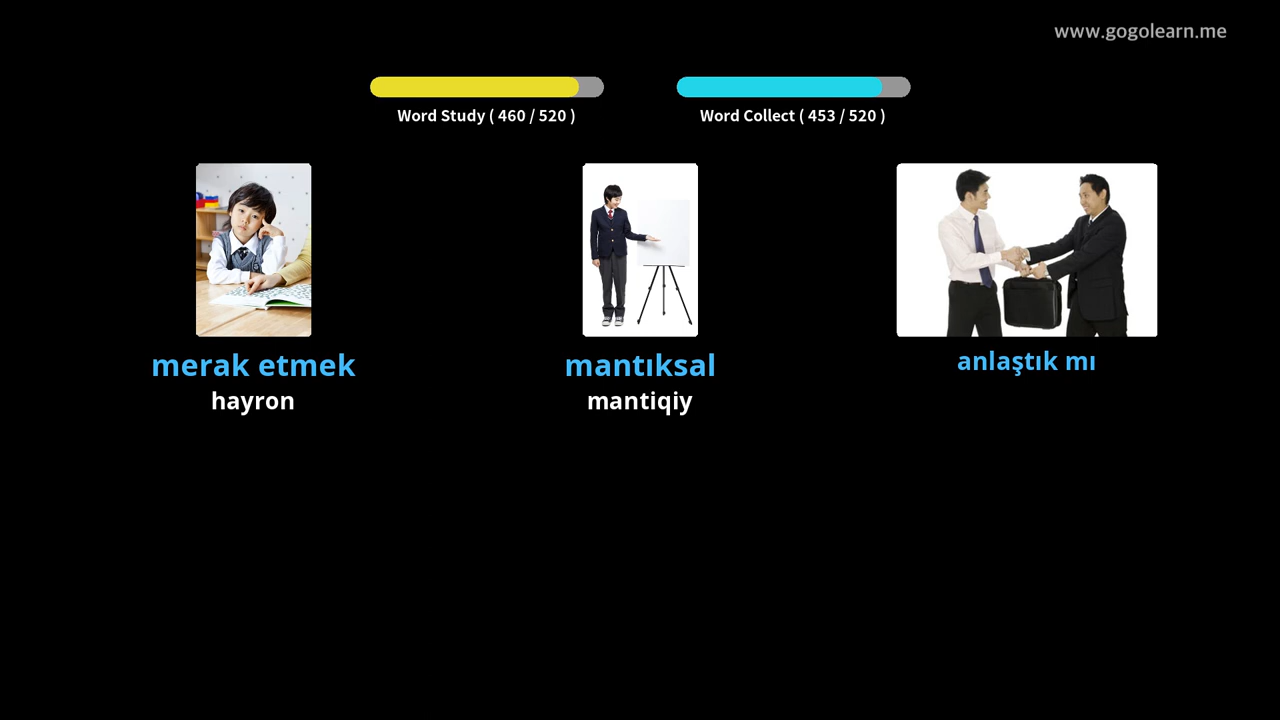 www.gogolearn.me
Word Study ( 460 / 520 )
Word Collect ( 453 / 520 )
merak etmek
hayron
mantıksal
mantiqiy
anlaştık mı